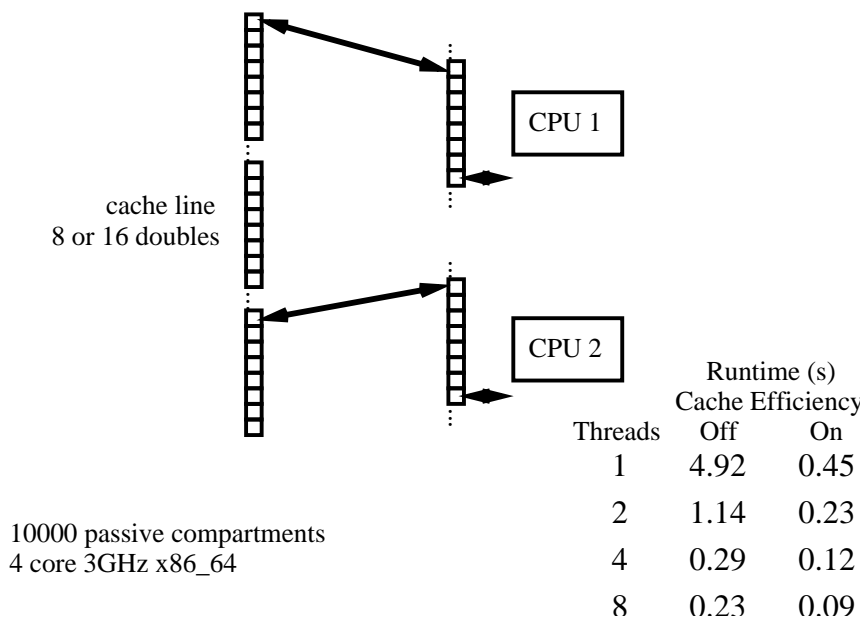 CPU 1
cache line
8 or 16 doubles
CPU 2
Runtime (s)
Cache Efficiency
Threads Off On
1 4.92 0.45
2 1.14 0.23
4 0.29 0.12
8 0.23 0.09
10000 passive compartments
4 core 3GHz x86_64